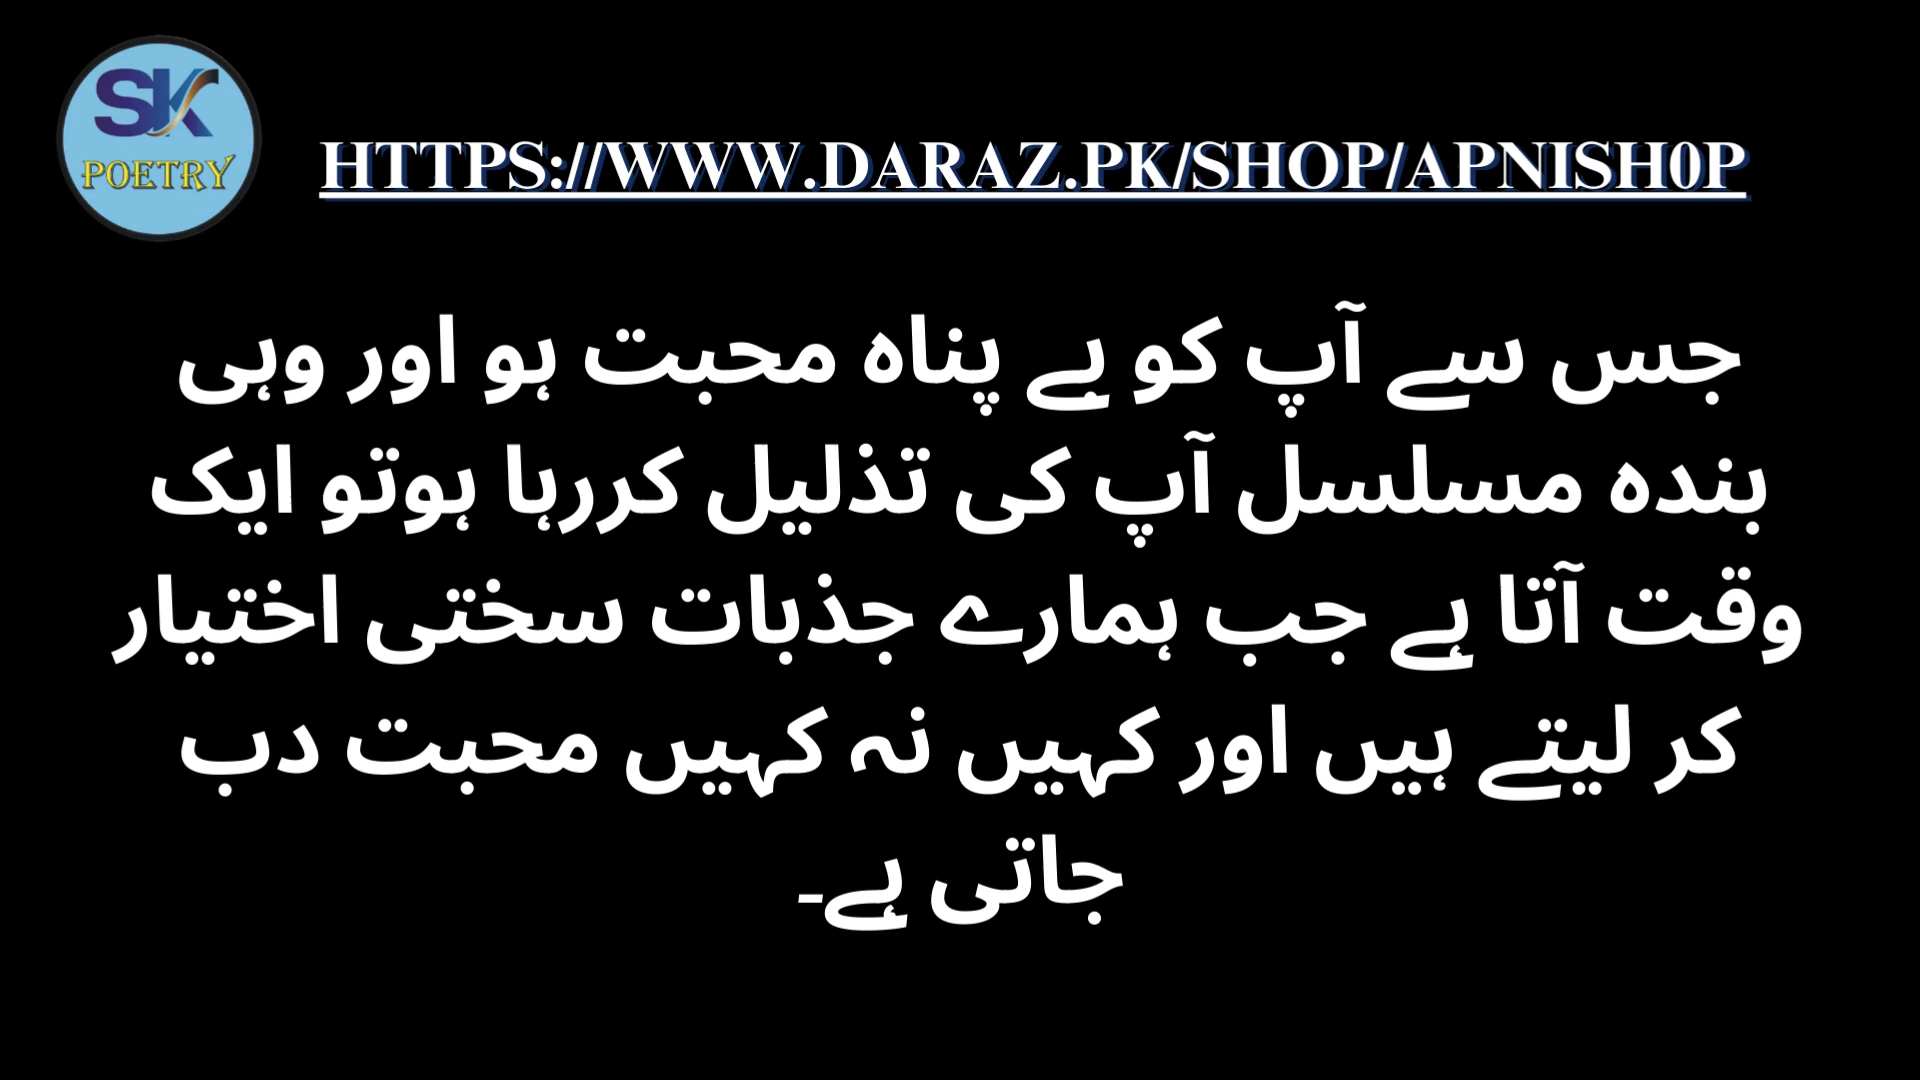 SK
POETRY
HTTPS://WWW.DARAZ.PK/SHOP/APNISH0P
جس سے آپ کو بے پناہ محبت ہو اور وہی
بندہ مسلسل آپ کی تذلیل کررہا ہوتو ایک
وقت آتا ہے جب ہمارے جذبات سختی اختیار
کر لیتے ہیں اور کہیں نہ کہیں محبت دب
جاتی ہے۔